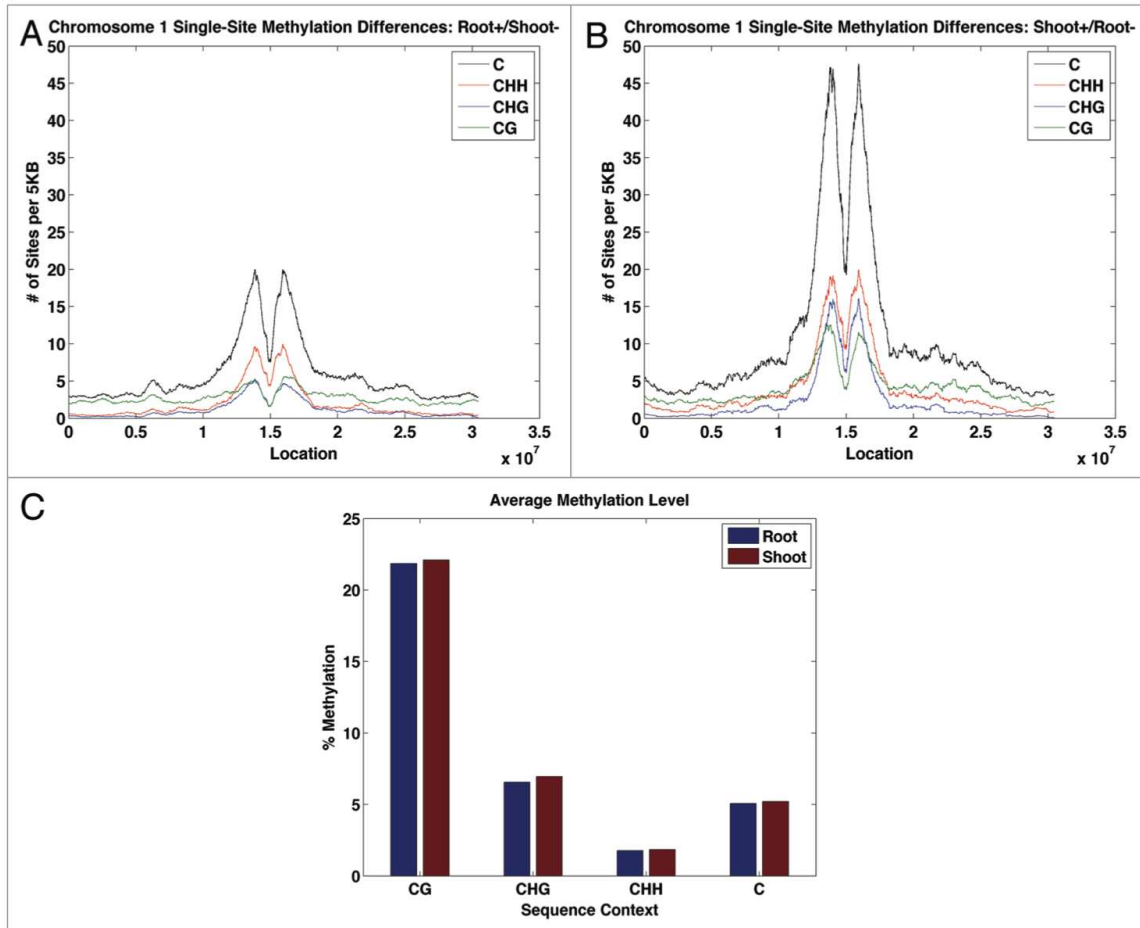 A
Chromosome 1 Single-Site Methylation Differences: Root+/Shoot-
50
45
40
35
30
25
20
15
10
5
0
# of Sites per 5KB
C
CHH
CHG
CG
0
0.5
1
1.5
2
2.5
3
3.5
Location
x 10^7
B
Chromosome 1 Single-Site Methylation Differences: Shoot+/Root-
50
45
40
35
30
25
20
15
10
5
0
# of Sites per 5KB
C
CHH
CHG
CG
0
0.5
1
1.5
2
2.5
3
3.5
Location
x 10^7
C
Average Methylation Level
25
20
15
10
5
0
% Methylation
Root
Shoot
CG
CHG
CHH
C
Sequence Context